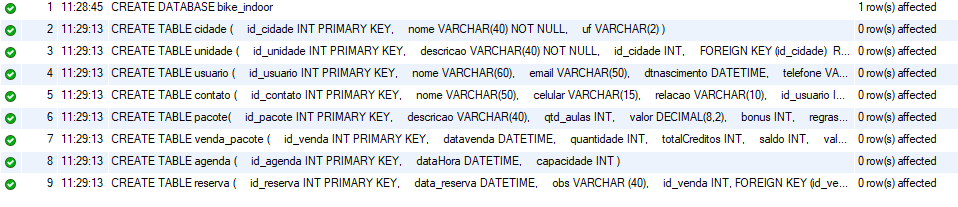 1 11:28:45 CREATE DATABASE bike_indoor 1 row(s) affected
2 11:29:13 CREATE TABLE cidade ( id_cidade INT PRIMARY KEY, nome VARCHAR(40) NOT NULL, uf VARCHAR(2) ) 0 row(s) affected
3 11:29:13 CREATE TABLE unidade ( id_unidade INT PRIMARY KEY, descricao VARCHAR(40) NOT NULL, id_cidade INT, FOREIGN KEY (id_cidade) R... 0 row(s) affected
4 11:29:13 CREATE TABLE usuario ( id_usuario INT PRIMARY KEY, nome VARCHAR(60), email VARCHAR(50), dtnascimento DATETIME, telefone VA... 0 row(s) affected
5 11:29:13 CREATE TABLE contato ( id_contato INT PRIMARY KEY, nome VARCHAR(50), celular VARCHAR(15), relacao VARCHAR(10), id_usuario I... 0 row(s) affected
6 11:29:13 CREATE TABLE pacote( id_pacote INT PRIMARY KEY, descricao VARCHAR(40), qtd_aulas INT, valor DECIMAL(8,2), bonus INT, regras... 0 row(s) affected
7 11:29:13 CREATE TABLE venda_pacote ( id_venda INT PRIMARY KEY, datavenda DATETIME, quantidade INT, totalCreditos INT, saldo INT, val... 0 row(s) affected
8 11:29:13 CREATE TABLE agenda ( id_agenda INT PRIMARY KEY, dataHora DATETIME, capacidade INT ) 0 row(s) affected
9 11:29:13 CREATE TABLE reserva ( id_reserva INT PRIMARY KEY, data_reserva DATETIME, obs VARCHAR (40), id_venda INT, FOREIGN KEY (id_ve... 0 row(s) affected